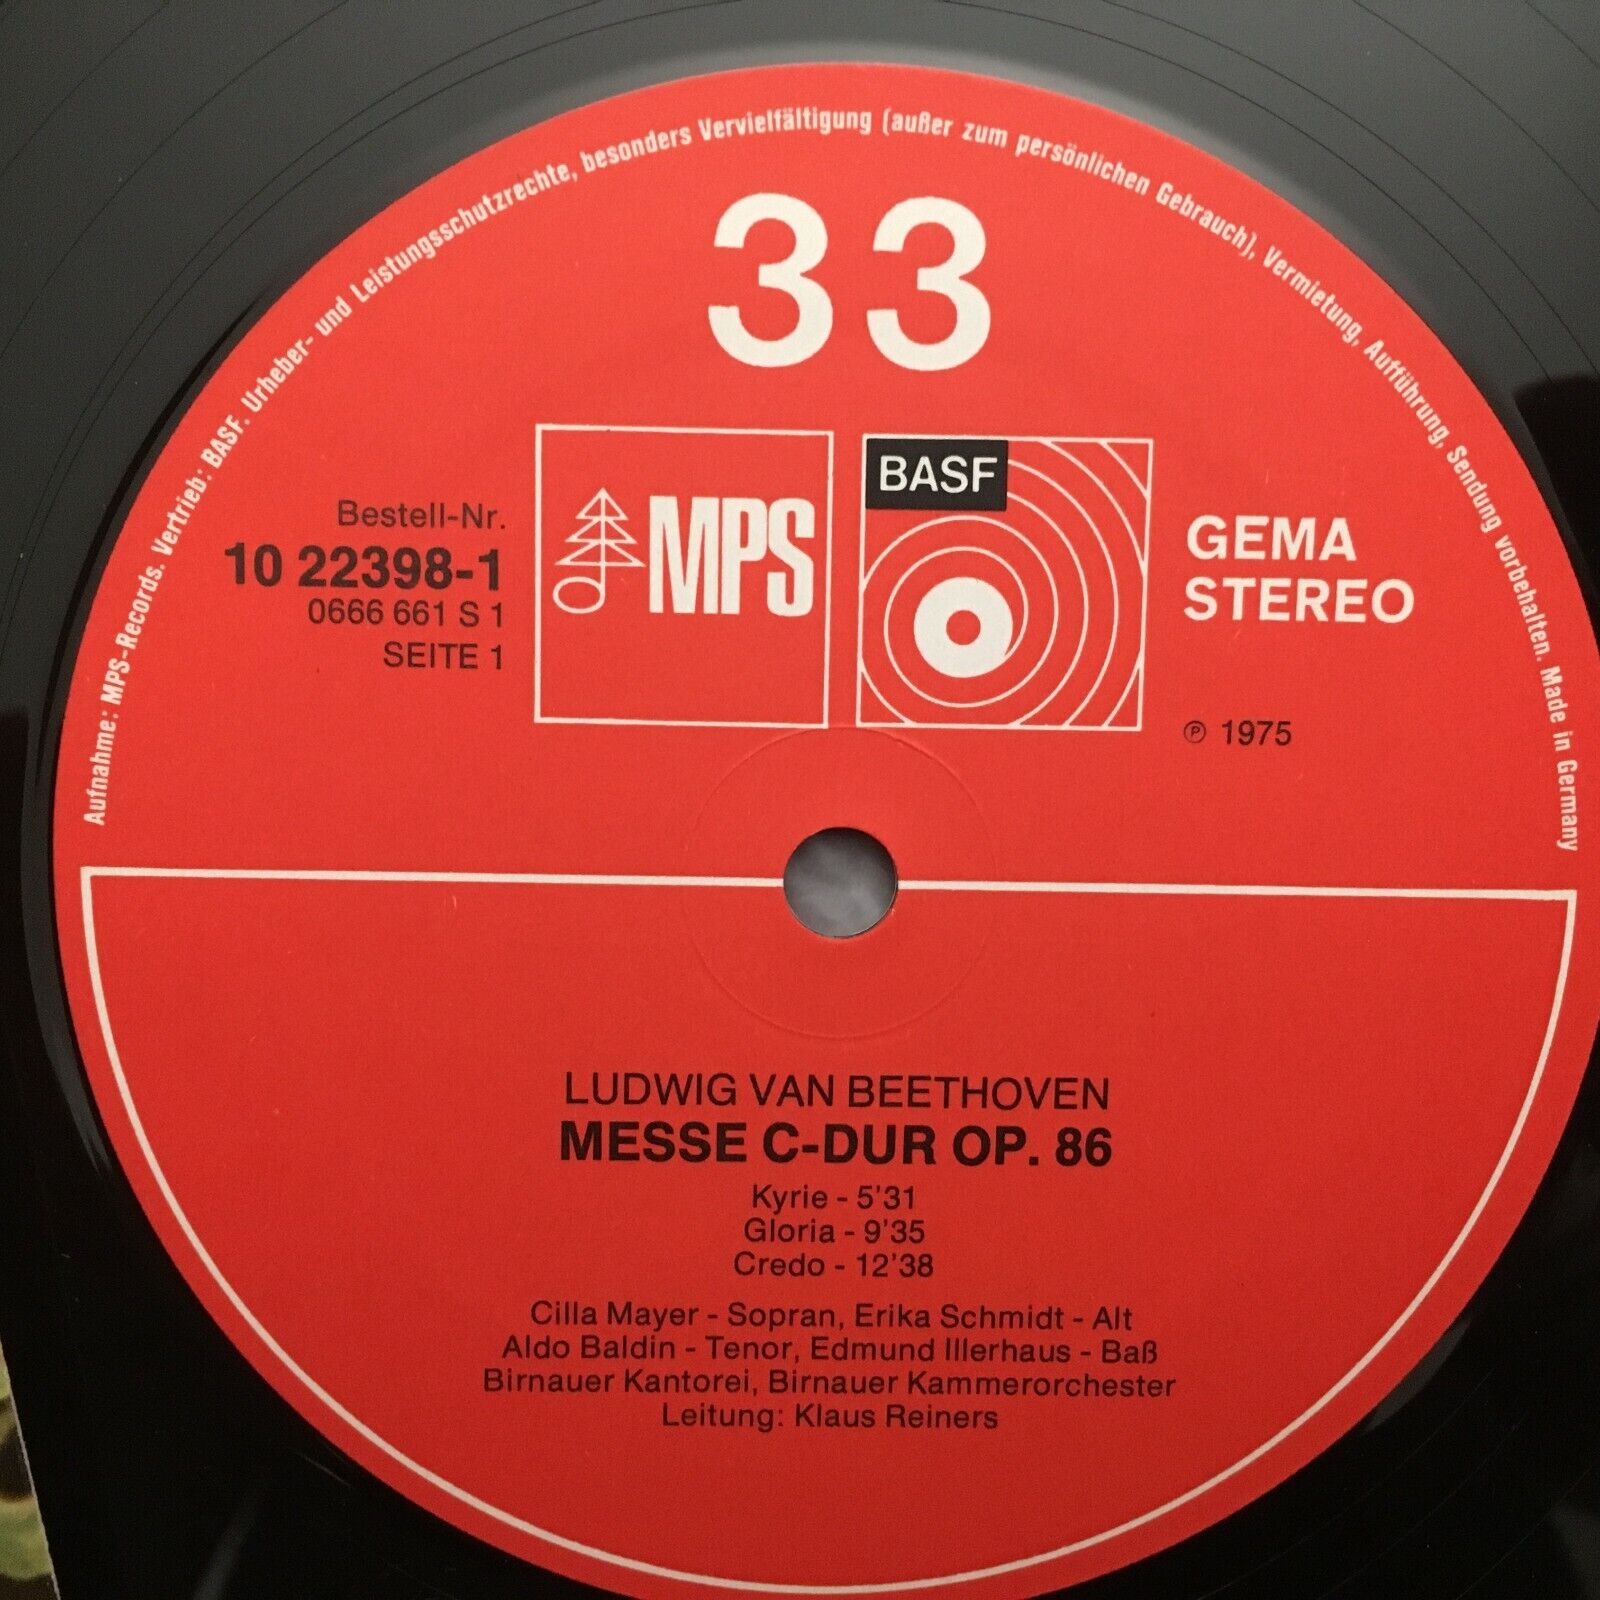 Aufnahme: MPS-Records. Vertrieb: BASF. Urheber- und Leistungsschutzrechte, besonders Vervielfältigung (außer zum persönlichen Gebrauch), Vermietung, Aufführung, Sendung vorbehalten. Made in Germany
33
Bestell-Nr.
10 22398-1
0666 661 S 1
SEITE 1
MPS
BASF
GEMA
STEREO
℗ 1975
LUDWIG VAN BEETHOVEN
MESSE C-DUR OP. 86
Kyrie - 5'31
Gloria - 9'35
Credo - 12'38
Cilla Mayer - Sopran, Erika Schmidt - Alt
Aldo Baldin - Tenor, Edmund Illerhaus - Baß
Birnauer Kantorei, Birnauer Kammerorchester
Leitung: Klaus Reiners